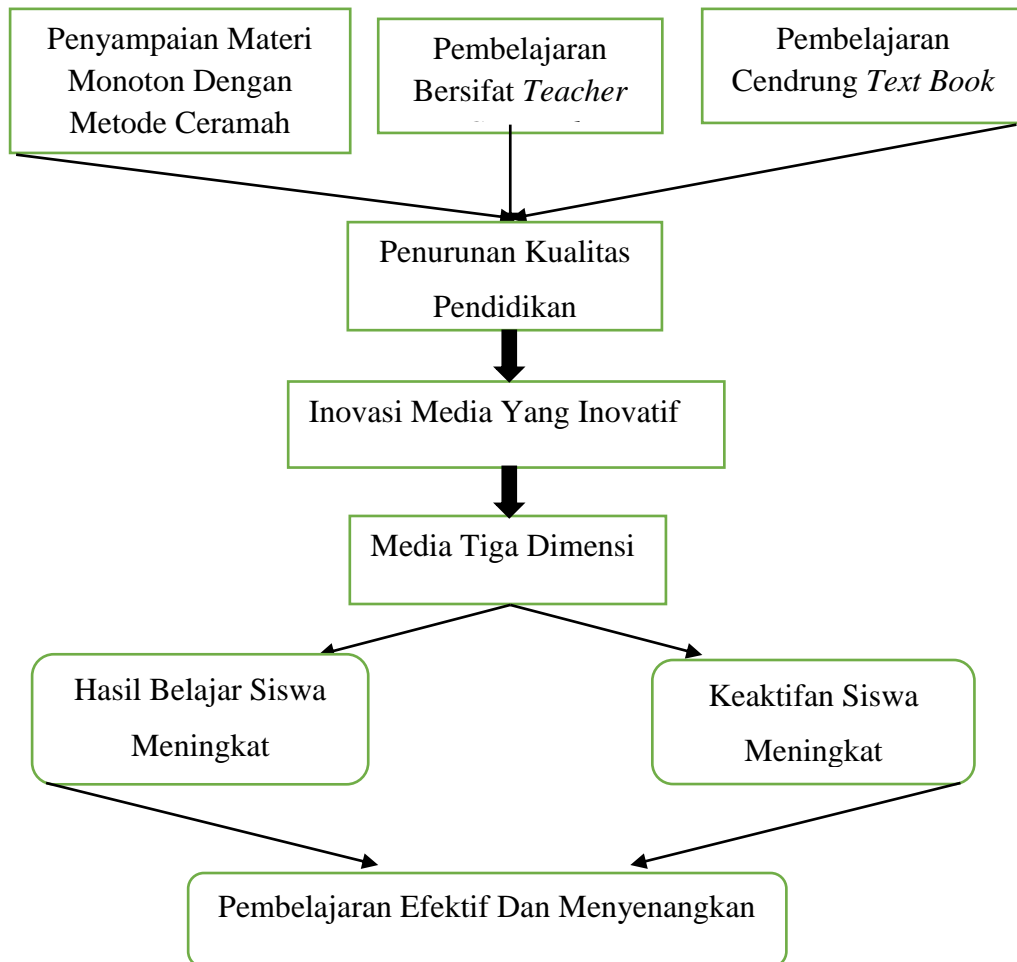 Penyampaian Materi
Monoton Dengan
Metode Ceramah
Pembelajaran
Bersifat Teacher
Pembelajaran
Cendrung Text Book
Penurunan Kualitas
Pendidikan
Inovasi Media Yang Inovatif
Media Tiga Dimensi
Hasil Belajar Siswa
Meningkat
Keaktifan Siswa
Meningkat
Pembelajaran Efektif Dan Menyenangkan